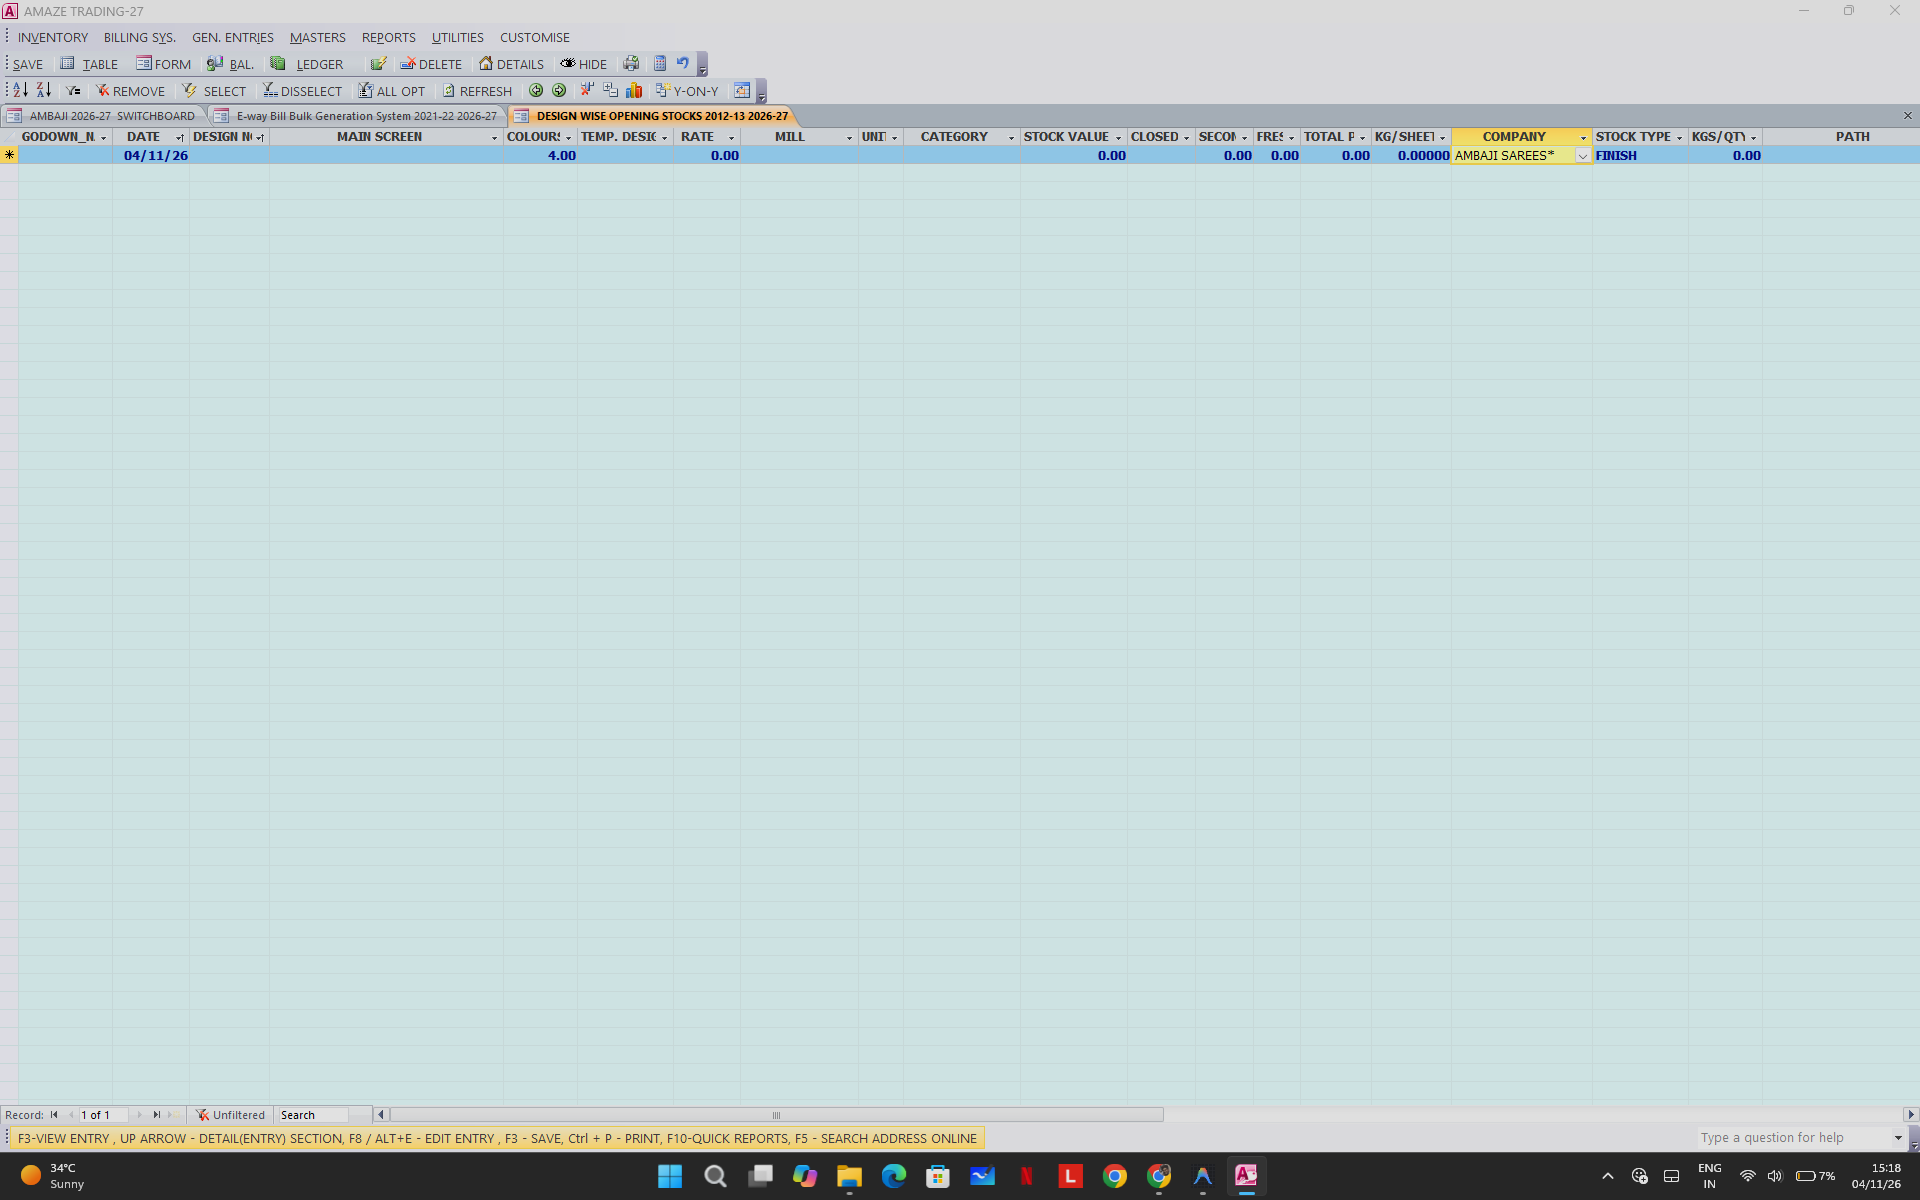 AMAZE TRADING-27
INVENTORY BILLING SYS. GEN. ENTRIES MASTERS REPORTS UTILITIES CUSTOMISE
SAVE TABLE FORM BAL. LEDGER DELETE DETAILS HIDE
REMOVE SELECT DISSELECT ALL OPT REFRESH Y-ON-Y
AMBAJI 2026-27 SWITCHBOARD E-way Bill Bulk Generation System 2021-22 2026-27 DESIGN WISE OPENING STOCKS 2012-13 2026-27
GODOWN_N. DATE DESIGN NO MAIN SCREEN COLOURS TEMP. DESIG RATE MILL UNIT CATEGORY STOCK VALUE CLOSED SECON FRES TOTAL P KG/SHEET COMPANY STOCK TYPE KGS/QTY PATH
04/11/26 4.00 0.00 0.00 0.00 0.00 0.00 0.00000 AMBAJI SAREES* FINISH 0.00
Record: 1 of 1 Unfiltered Search
F3-VIEW ENTRY , UP ARROW - DETAIL(ENTRY) SECTION, F8 / ALT+E - EDIT ENTRY , F3 - SAVE, Ctrl + P - PRINT, F10-QUICK REPORTS, F5 - SEARCH ADDRESS ONLINE Type a question for help
34°C
Sunny
ENG
IN
7%
15:18
04/11/26